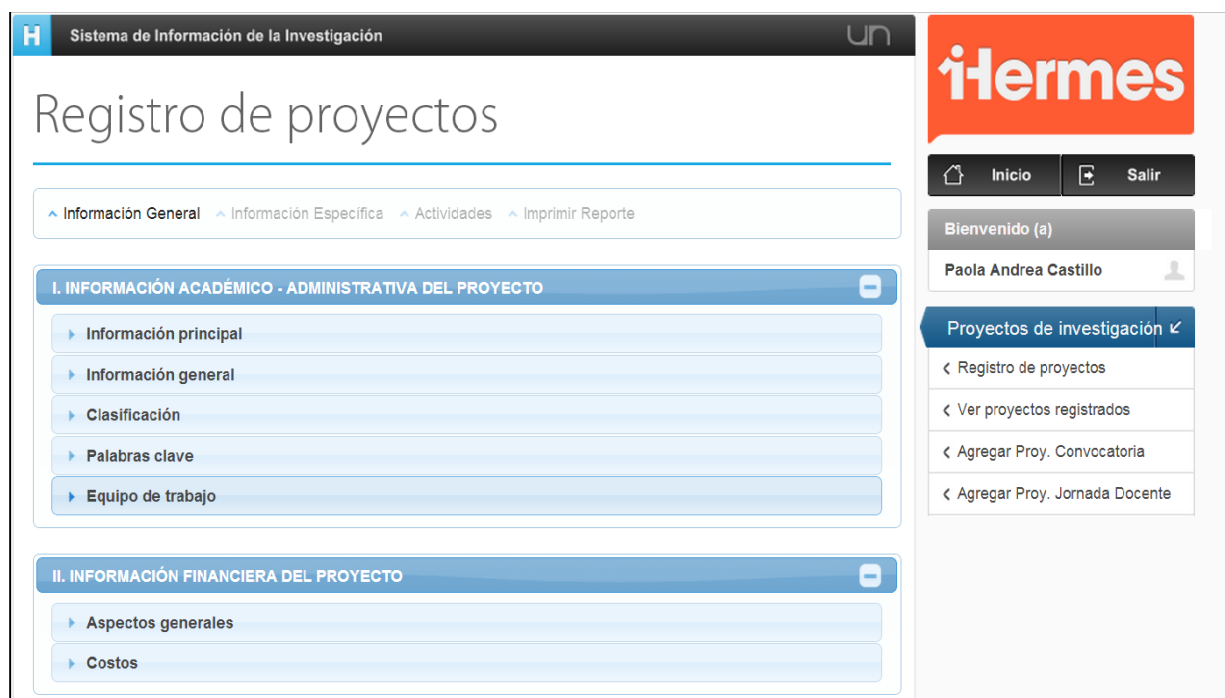 H Sistema de Información de la Investigación un
Registro de proyectos
Información General Información Específica Actividades Imprimir Reporte
I. INFORMACIÓN ACADÉMICO - ADMINISTRATIVA DEL PROYECTO
Información principal
Información general
Clasificación
Palabras clave
Equipo de trabajo
II. INFORMACIÓN FINANCIERA DEL PROYECTO
Aspectos generales
Costos
Hermes
Inicio Salir
Bienvenido (a)
Paola Andrea Castillo
Proyectos de investigación
Registro de proyectos
Ver proyectos registrados
Agregar Proy. Convocatoria
Agregar Proy. Jornada Docente